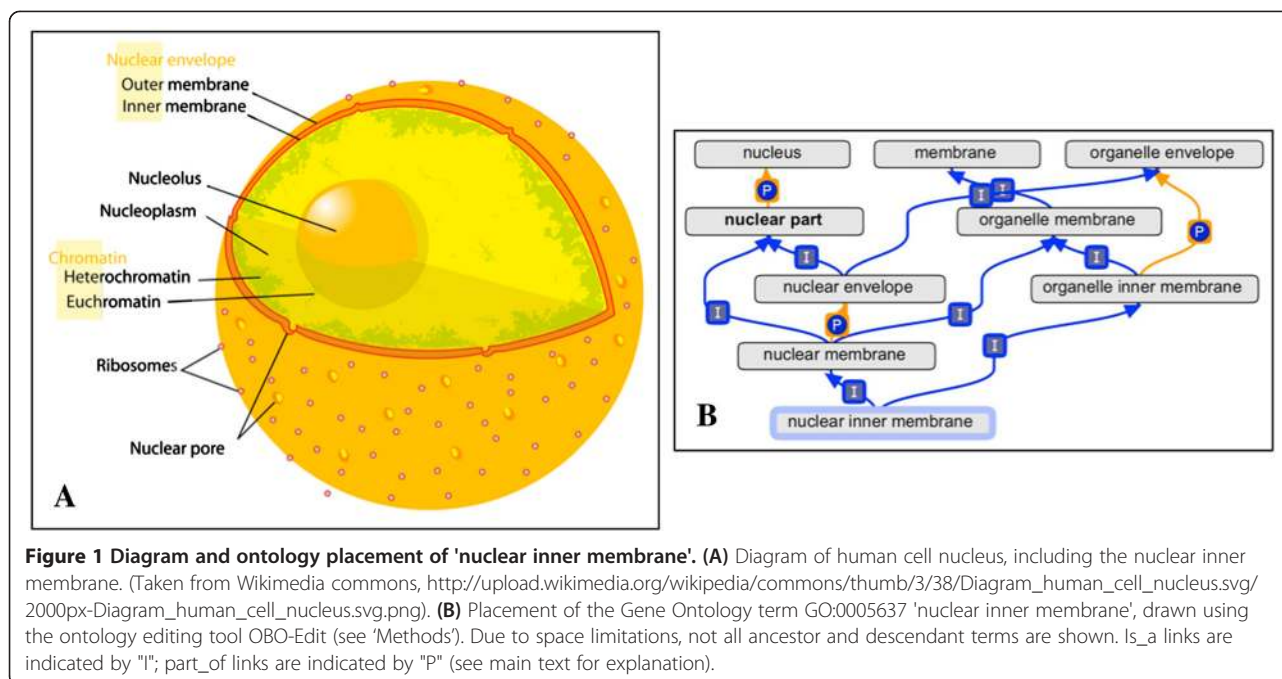 Nuclear envelope
Outer membrane
Inner membrane
Nucleolus
Nucleoplasm
Chromatin
Heterochromatin
Euchromatin
Ribosomes
Nuclear pore
A
nucleus
membrane
organelle envelope
P
I
I
P
nuclear part
organelle membrane
I
I
nuclear envelope
organelle inner membrane
I
P
I
I
nuclear membrane
I
B
nuclear inner membrane
Figure 1 Diagram and ontology placement of 'nuclear inner membrane'. (A) Diagram of human cell nucleus, including the nuclear inner
membrane. (Taken from Wikimedia commons, http://upload.wikimedia.org/wikipedia/commons/thumb/3/38/Diagram_human_cell_nucleus.svg/
2000px-Diagram_human_cell_nucleus.svg.png). (B) Placement of the Gene Ontology term GO:0005637 'nuclear inner membrane', drawn using
the ontology editing tool OBO-Edit (see ‘Methods’). Due to space limitations, not all ancestor and descendant terms are shown. Is_a links are
indicated by "I"; part_of links are indicated by "P" (see main text for explanation).